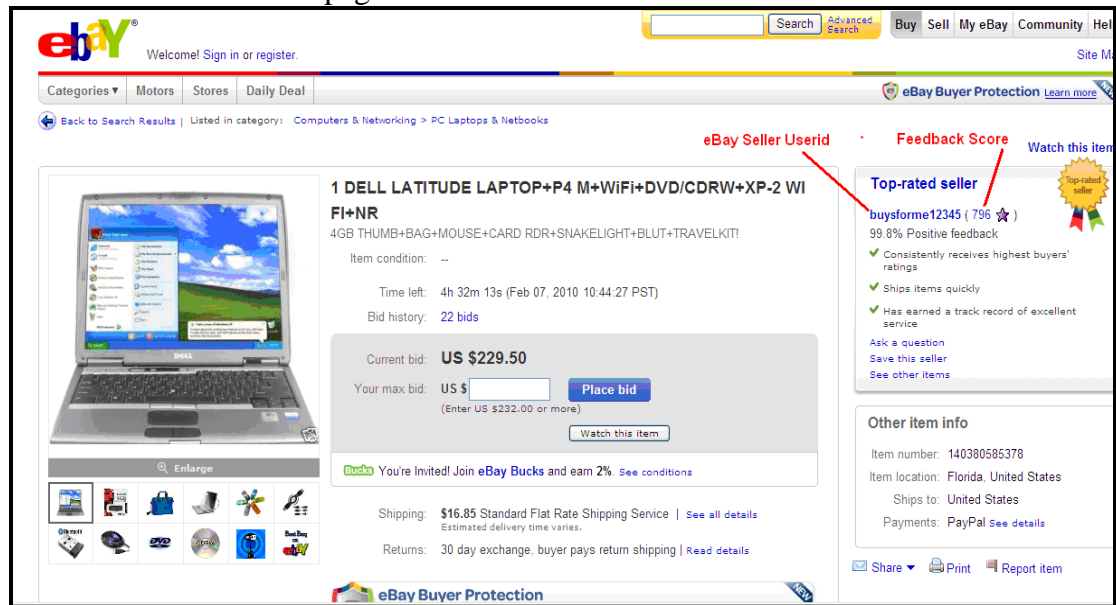 ebaY®
Welcome! Sign in or register.
Search
Advanced Search
Buy Sell My eBay Community Hel
Site Ma
Categories ▼ Motors Stores Daily Deal
eBay Buyer Protection Learn more
NEW
Back to Search Results | Listed in category: Computers & Networking > PC Laptops & Netbooks
eBay Seller Userid
Feedback Score
Watch this item
1 DELL LATITUDE LAPTOP+P4 M+WiFi+DVD/CDRW+XP-2 WI
FI+NR
4GB THUMB+BAG+MOUSE+CARD RDR+SNAKELIGHT+BLUT+TRAVELKIT!
Item condition: --
Time left: 4h 32m 13s (Feb 07, 2010 10:44:27 PST)
Bid history: 22 bids
Current bid: US $229.50
Your max bid: US $ Place bid
(Enter US $232.00 or more)
Watch this item
Bucks You're Invited! Join eBay Bucks and earn 2%. See conditions
Shipping: $16.85 Standard Flat Rate Shipping Service | See all details
Estimated delivery time varies.
Returns: 30 day exchange, buyer pays return shipping | Read details
eBay Buyer Protection
NEW
DELL
Enlarge
Top-rated seller
Top-rated
seller
buysforme12345 ( 796 )
99.8% Positive feedback
Consistently receives highest buyers'
ratings
Ships items quickly
Has earned a track record of excellent
service
Ask a question
Save this seller
See other items
Other item info
Item number: 140380585378
Item location: Florida, United States
Ships to: United States
Payments: PayPal See details
Share ▼ Print Report item